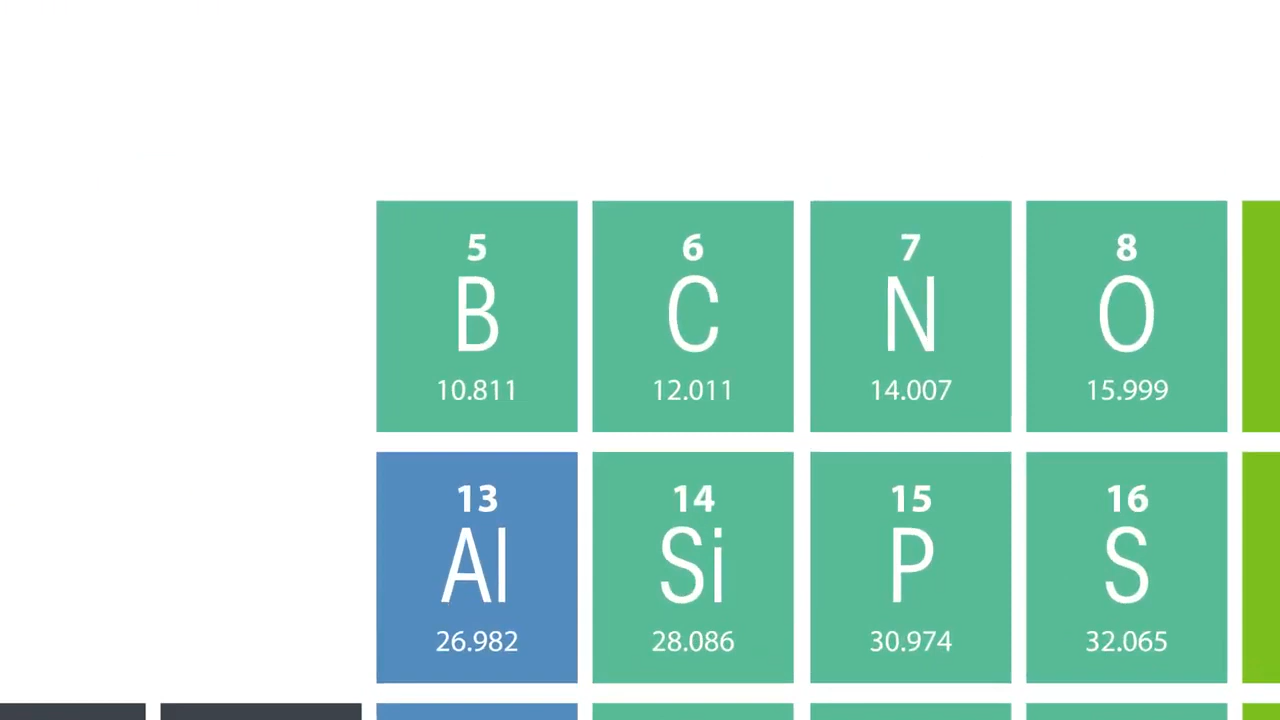 5 6 7 8
B C N O
10.811 12.011 14.007 15.999
13 14 15 16
Al Si P S
26.982 28.086 30.974 32.065